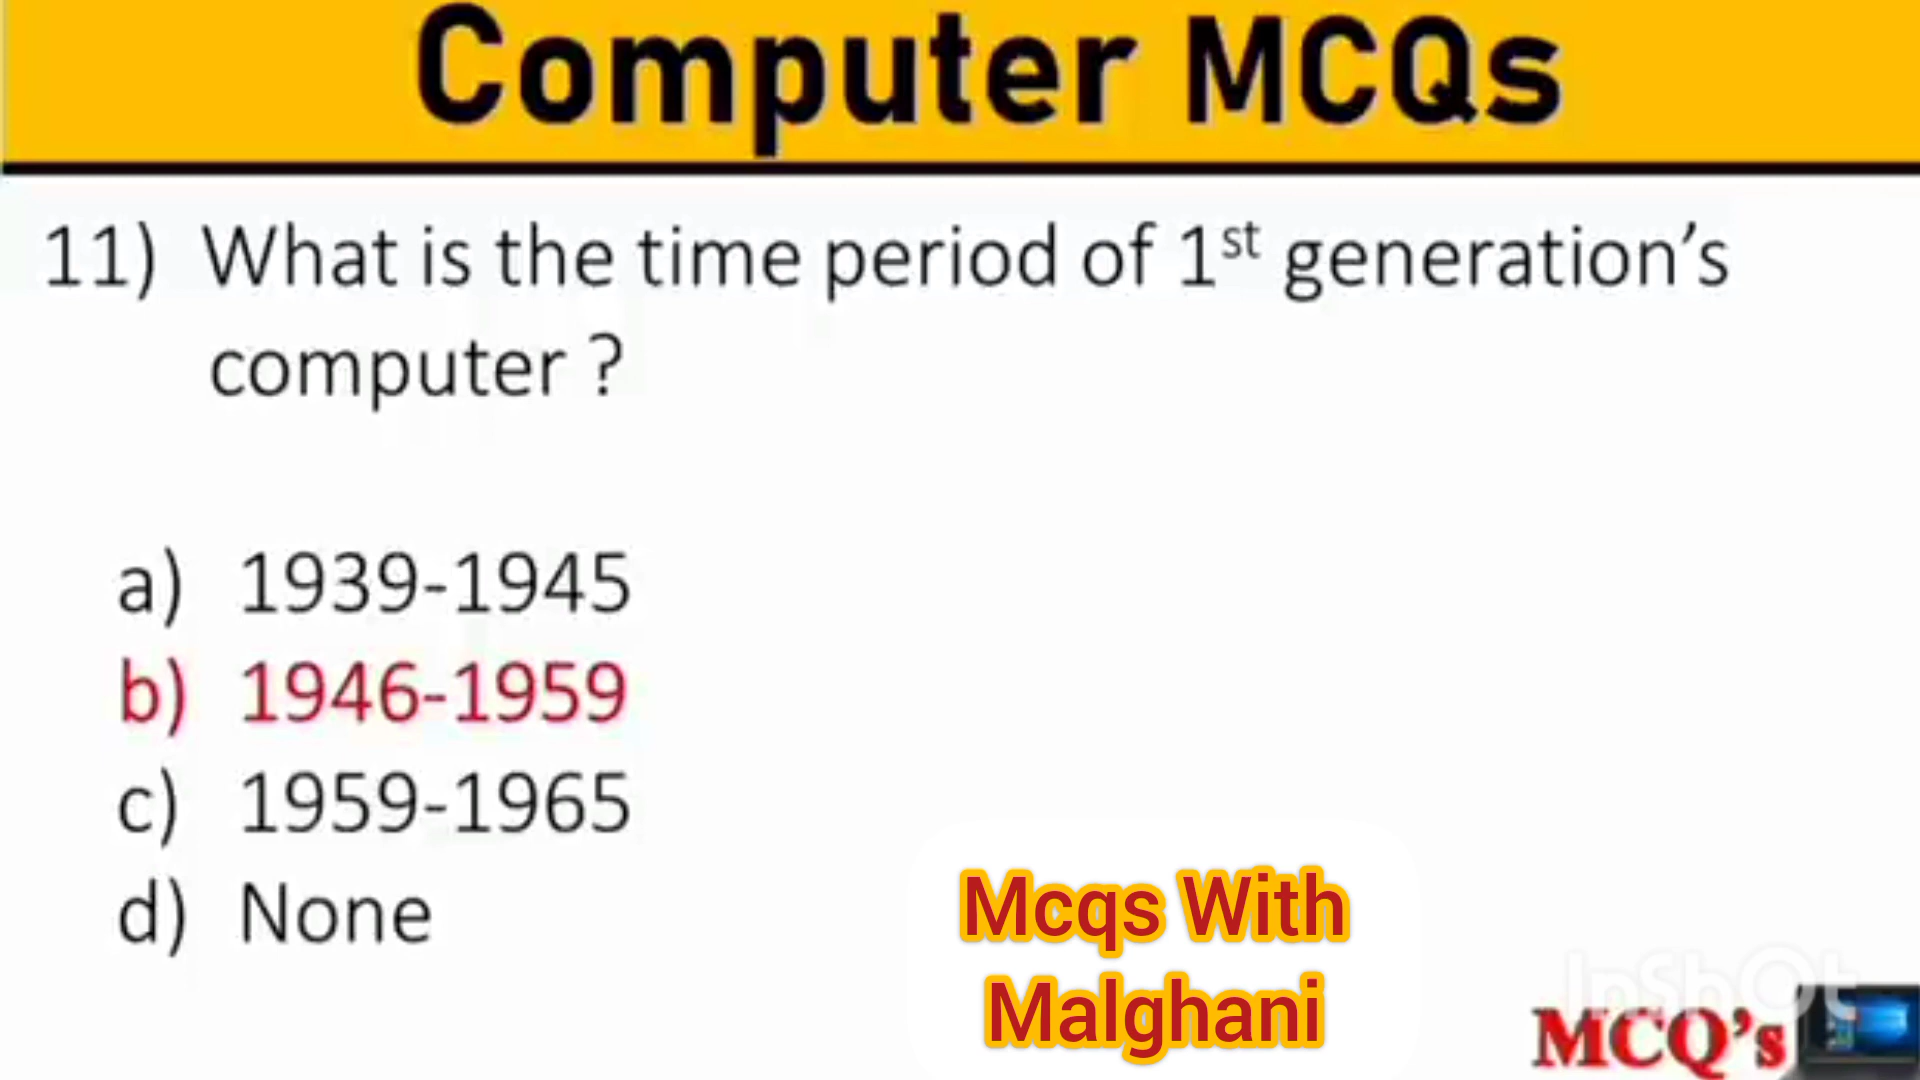 Computer MCQs
11) What is the time period of 1st generation's
computer ?
a) 1939-1945
b) 1946-1959
c) 1959-1965
d) None
Mcqs With
Malghani
InShOt
MCQ's